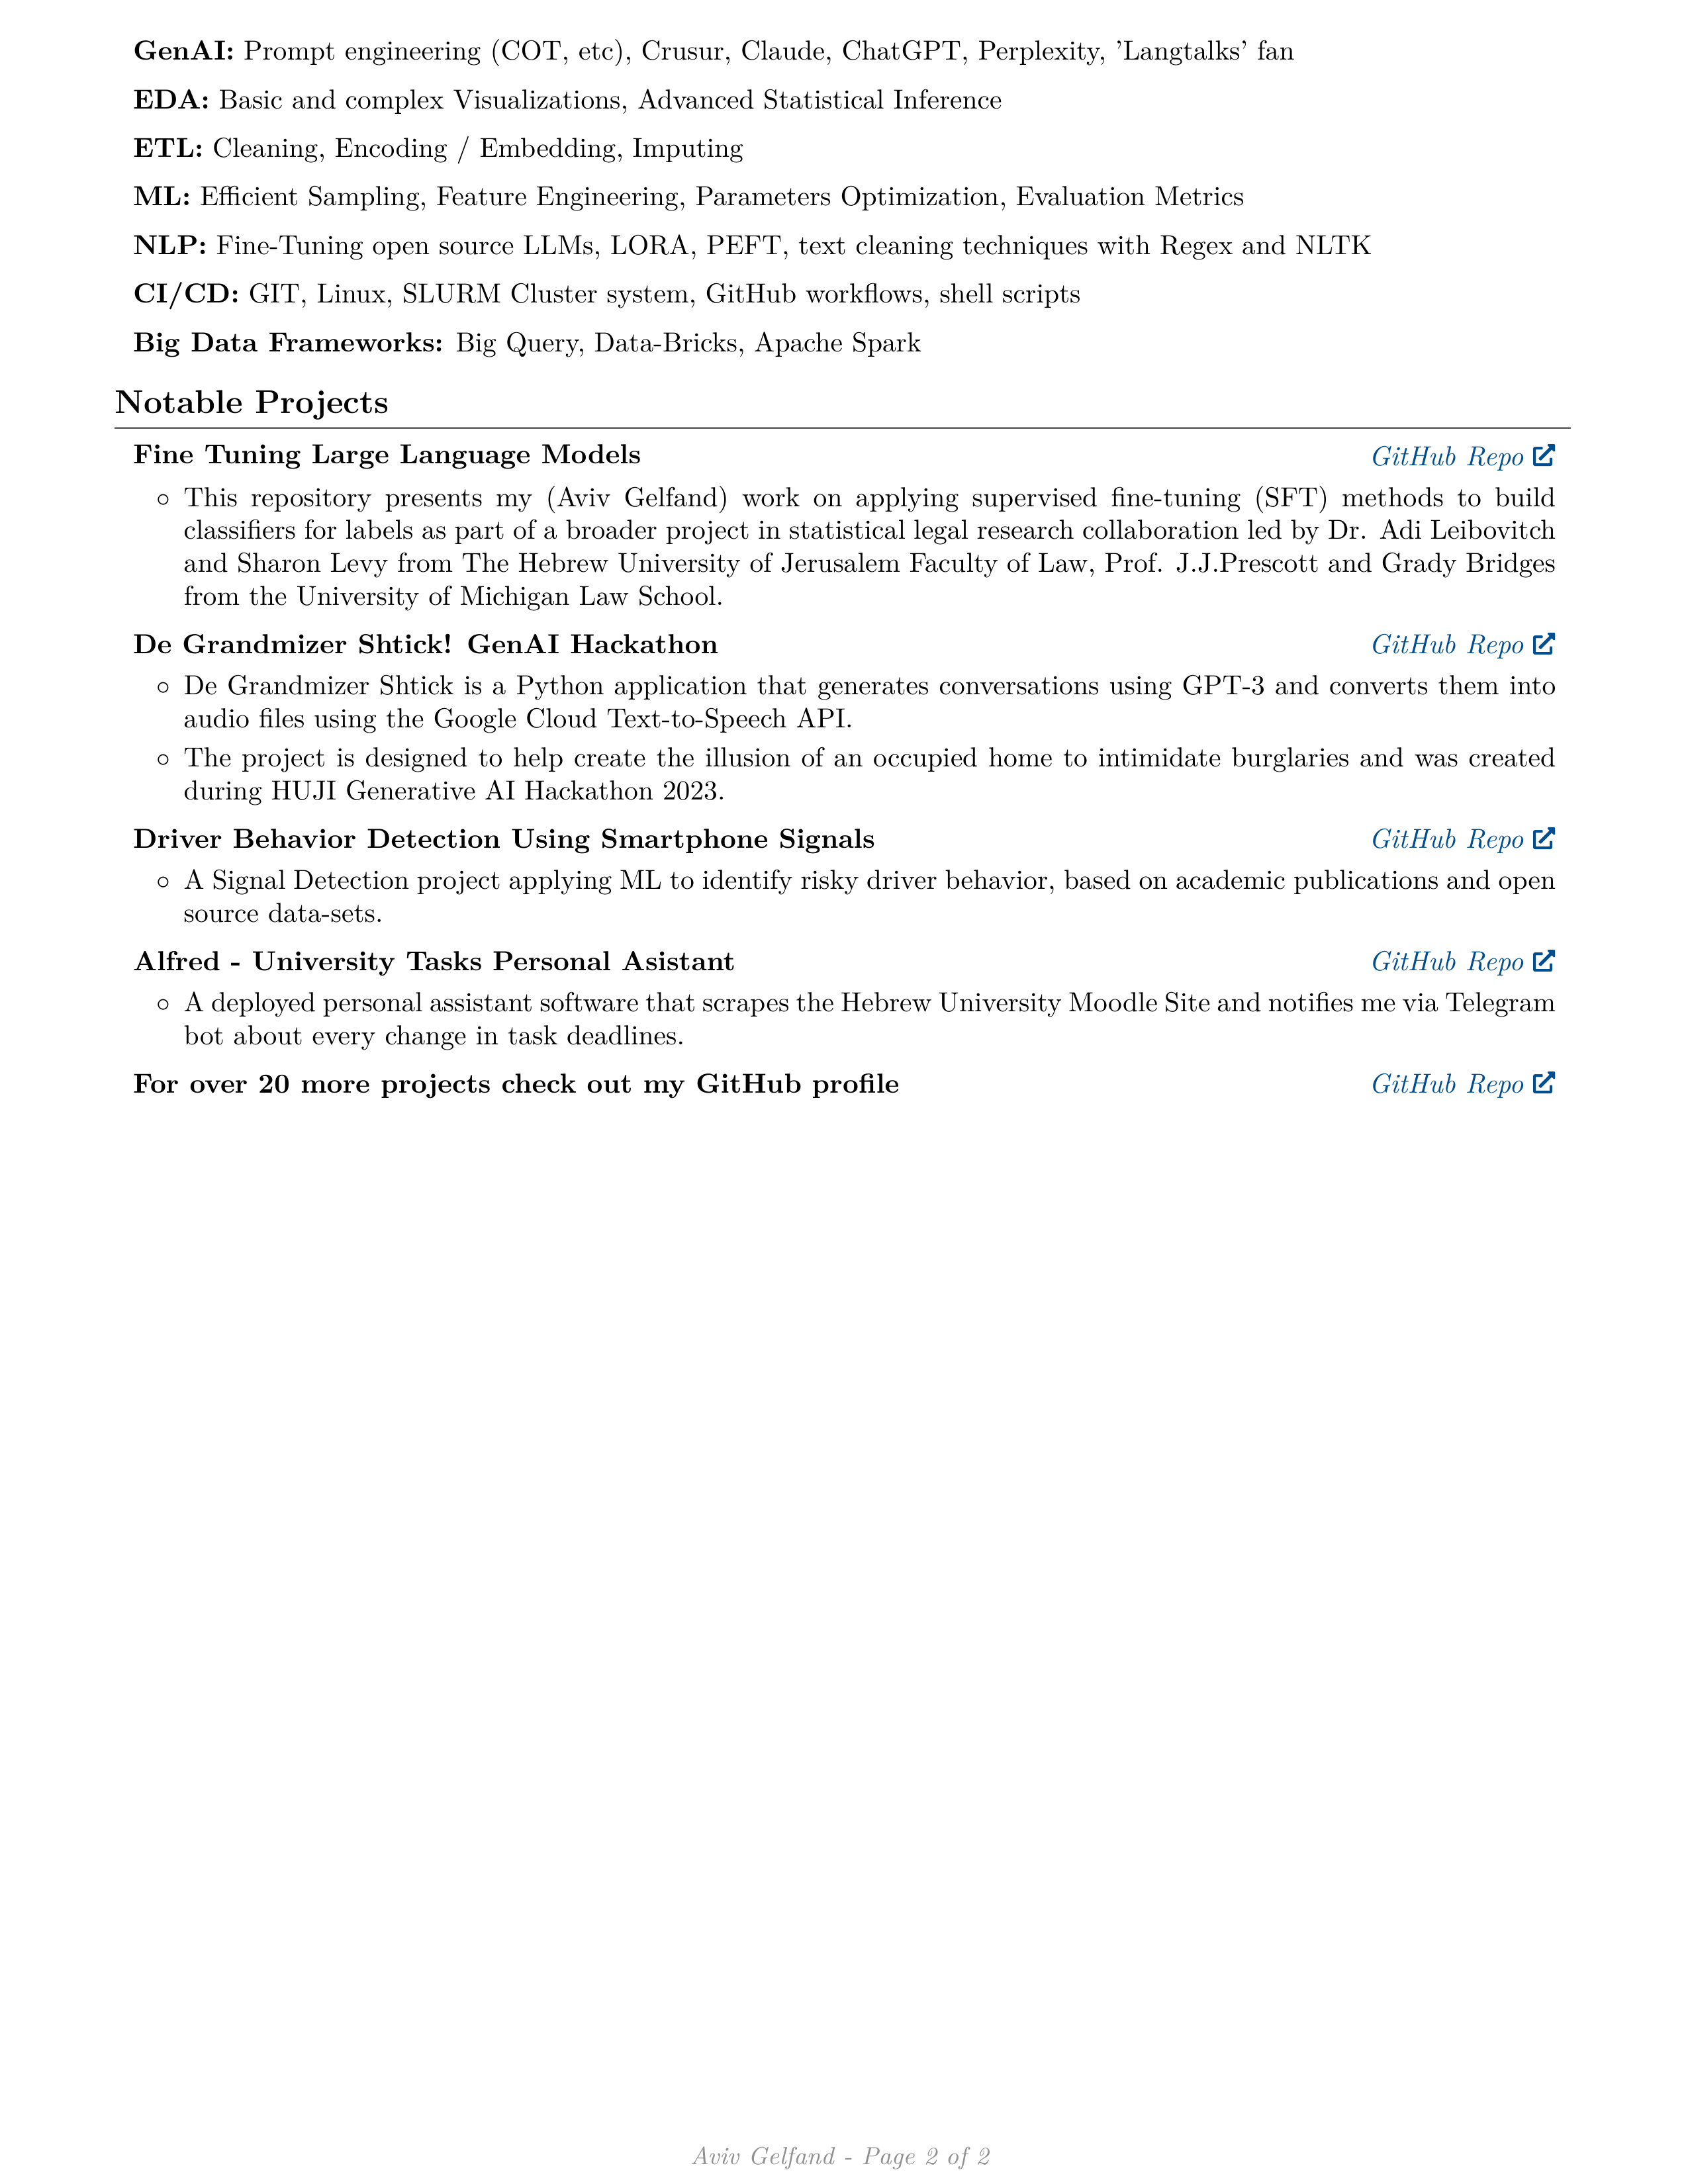 GenAI: Prompt engineering (COT, etc), Crusur, Claude, ChatGPT, Perplexity, 'Langtalks' fan
EDA: Basic and complex Visualizations, Advanced Statistical Inference
ETL: Cleaning, Encoding / Embedding, Imputing
ML: Efficient Sampling, Feature Engineering, Parameters Optimization, Evaluation Metrics
NLP: Fine-Tuning open source LLMs, LORA, PEFT, text cleaning techniques with Regex and NLTK
CI/CD: GIT, Linux, SLURM Cluster system, GitHub workflows, shell scripts
Big Data Frameworks: Big Query, Data-Bricks, Apache Spark
Notable Projects
Fine Tuning Large Language Models GitHub Repo
◦ This repository presents my (Aviv Gelfand) work on applying supervised fine-tuning (SFT) methods to build
classifiers for labels as part of a broader project in statistical legal research collaboration led by Dr. Adi Leibovitch
and Sharon Levy from The Hebrew University of Jerusalem Faculty of Law, Prof. J.J.Prescott and Grady Bridges
from the University of Michigan Law School.
De Grandmizer Shtick! GenAI Hackathon GitHub Repo
◦ De Grandmizer Shtick is a Python application that generates conversations using GPT-3 and converts them into
audio files using the Google Cloud Text-to-Speech API.
◦ The project is designed to help create the illusion of an occupied home to intimidate burglaries and was created
during HUJI Generative AI Hackathon 2023.
Driver Behavior Detection Using Smartphone Signals GitHub Repo
◦ A Signal Detection project applying ML to identify risky driver behavior, based on academic publications and open
source data-sets.
Alfred - University Tasks Personal Asistant GitHub Repo
◦ A deployed personal assistant software that scrapes the Hebrew University Moodle Site and notifies me via Telegram
bot about every change in task deadlines.
For over 20 more projects check out my GitHub profile GitHub Repo
Aviv Gelfand - Page 2 of 2